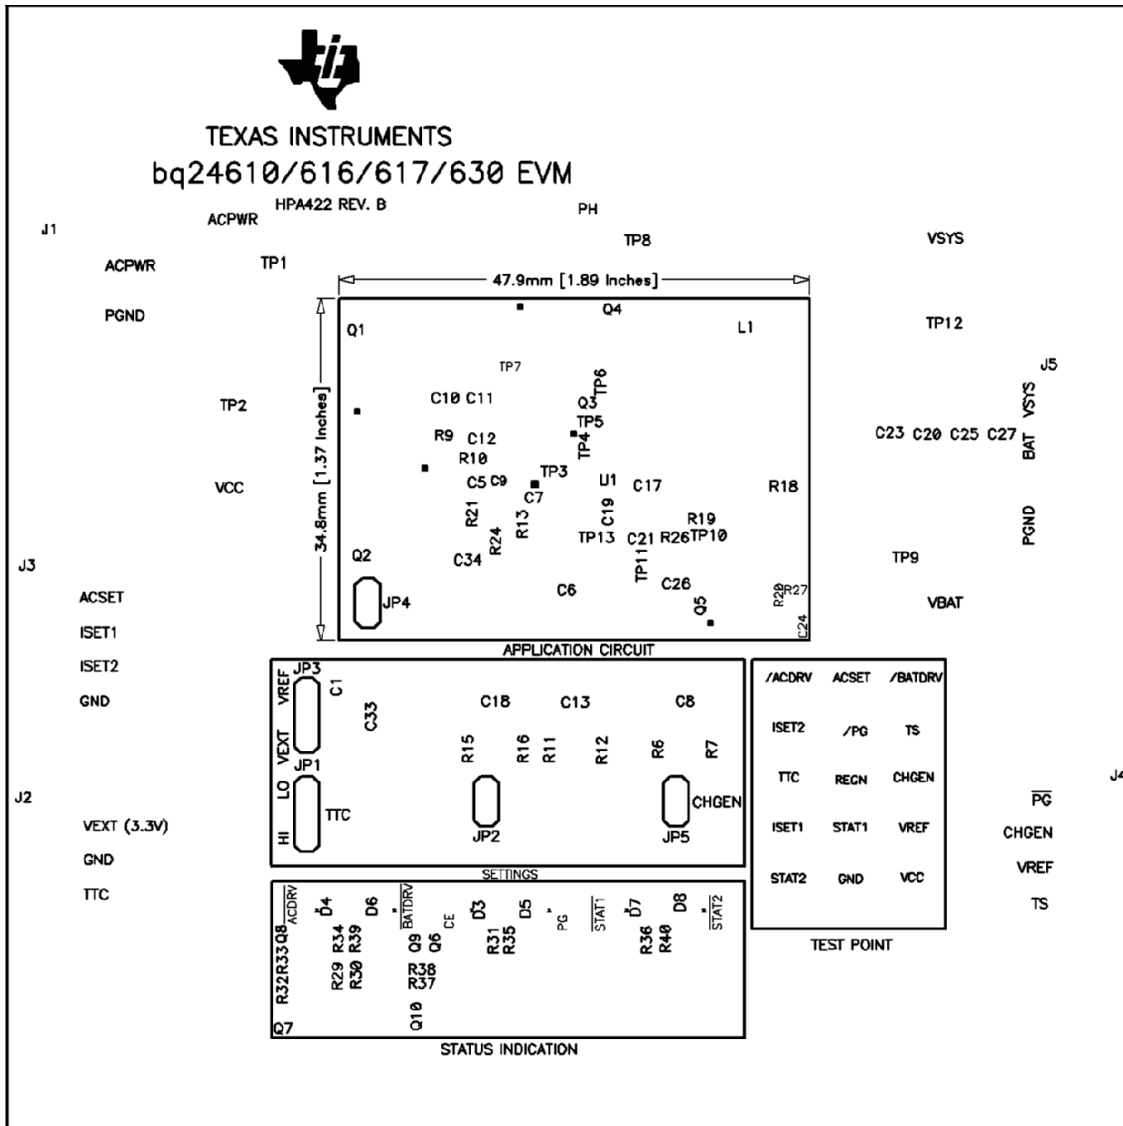 TEXAS INSTRUMENTS
bq24610/616/617/630 EVM
HPA422 REV. B
J1
ACPWR
PH
TP8
VSYS
ACPWR
TP1
47.9mm [1.89 Inches]
PGND
Q1
Q4
L1
TP12
J5
TP7
TP6
34.8mm [1.37 Inches]
TP2
C10 C11
Q3
TP5
TP4
VSYS
R9 C12
R10
C23 C20 C25 C27
BAT
VCC
C5 C9
TP3
C7
U1
C17
R18
R21
R24
R13
C19
TP13
C21
R26
R19
TP10
PGND
Q2
C34
TP11
TP9
J3
JP4
C6
C26
Q5
R20
R27
C24
VBAT
ACSET
ISET1
ISET2
GND
APPLICATION CIRCUIT
VREF
JP3
C1
C33
C18
C13
C8
VEXT
R15
R16
R11
R12
R6
R7
JP1
LO
HI
TTC
JP2
JP5
CHGEN
SETTINGS
/ACDRV ACSET /BATDRV
ISET2 /PG TS
TTC REGN CHGEN
ISET1 STAT1 VREF
STAT2 GND VCC
TEST POINT
J2
VEXT (3.3V)
GND
TTC
J4
PG
CHGEN
VREF
TS
ACDRV
D4
D6
BATDRV
CE
D3
D5
PG
STAT1
D7
D8
STAT2
Q8
R33
R32
R34
R39
R29
R30
Q9
Q6
R38
R37
R31
R35
R36
R40
Q10
Q7
STATUS INDICATION